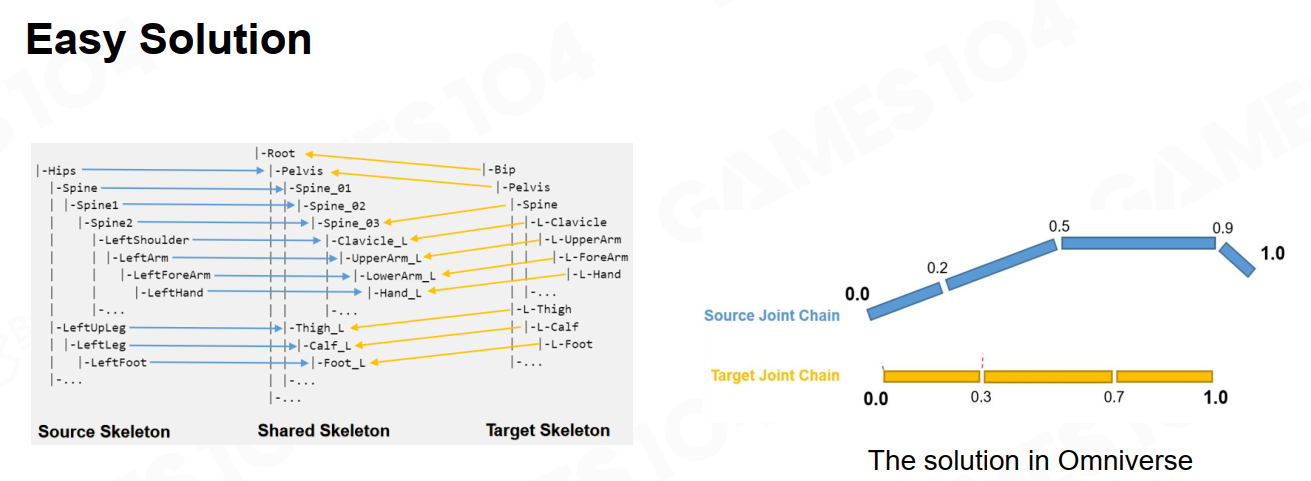 Easy Solution
|-Root
|-Hips
|-Pelvis
|-Bip
|-Spine
|-Spine_01
|-Pelvis
|-Spine1
|-Spine_02
|-Spine
|-Spine2
|-Spine_03
|-L-Clavicle
|-LeftShoulder
|-Clavicle_L
|-L-UpperArm
|-LeftArm
|-UpperArm_L
|-L-ForeArm
|-LeftForeArm
|-LowerArm_L
|-L-Hand
|-LeftHand
|-Hand_L
|-...
|-...
|-...
|-L-Thigh
|-LeftUpLeg
|-Thigh_L
|-L-Calf
|-LeftLeg
|-Calf_L
|-L-Foot
|-LeftFoot
|-Foot_L
|-...
|-...
|-...
|-...
Source Skeleton
Shared Skeleton
Target Skeleton
0.0
0.2
0.5
0.9
1.0
Source Joint Chain
Target Joint Chain
0.0
0.3
0.7
1.0
The solution in Omniverse
GAMES104